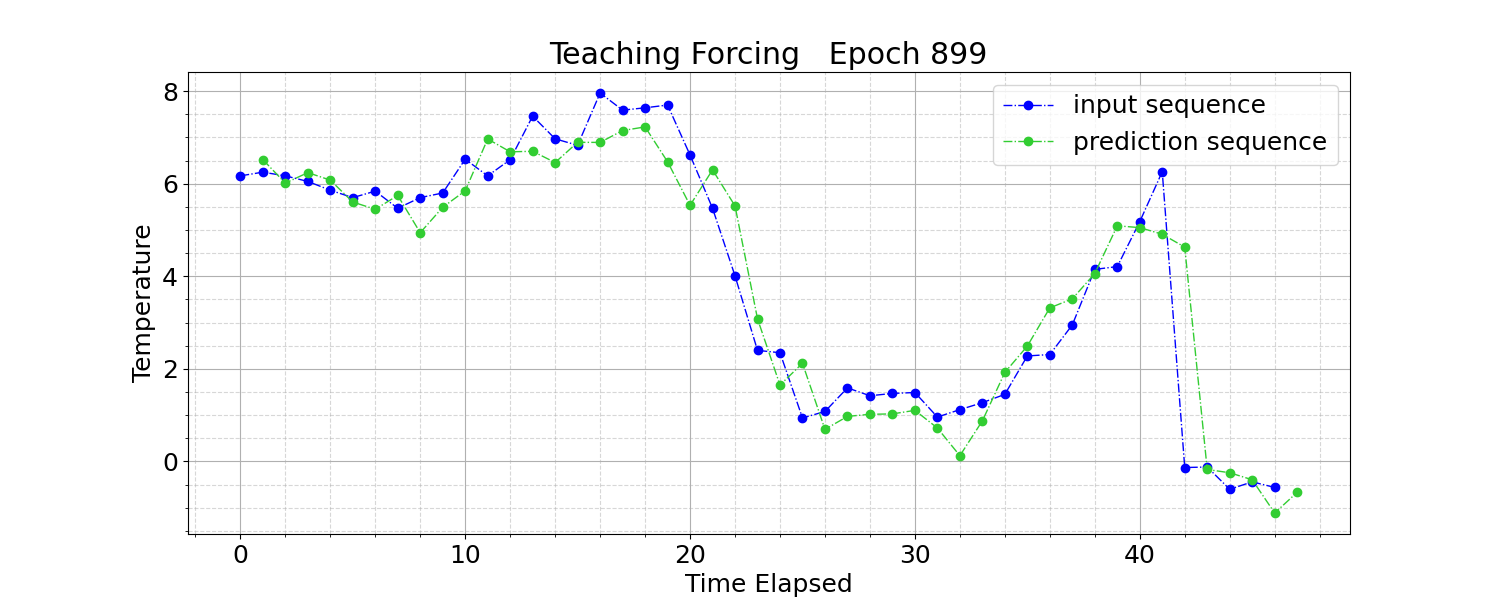 Teaching Forcing   Epoch 899
8
6
4
2
0
Temperature
input sequence
prediction sequence
0 10 20 30 40
Time Elapsed